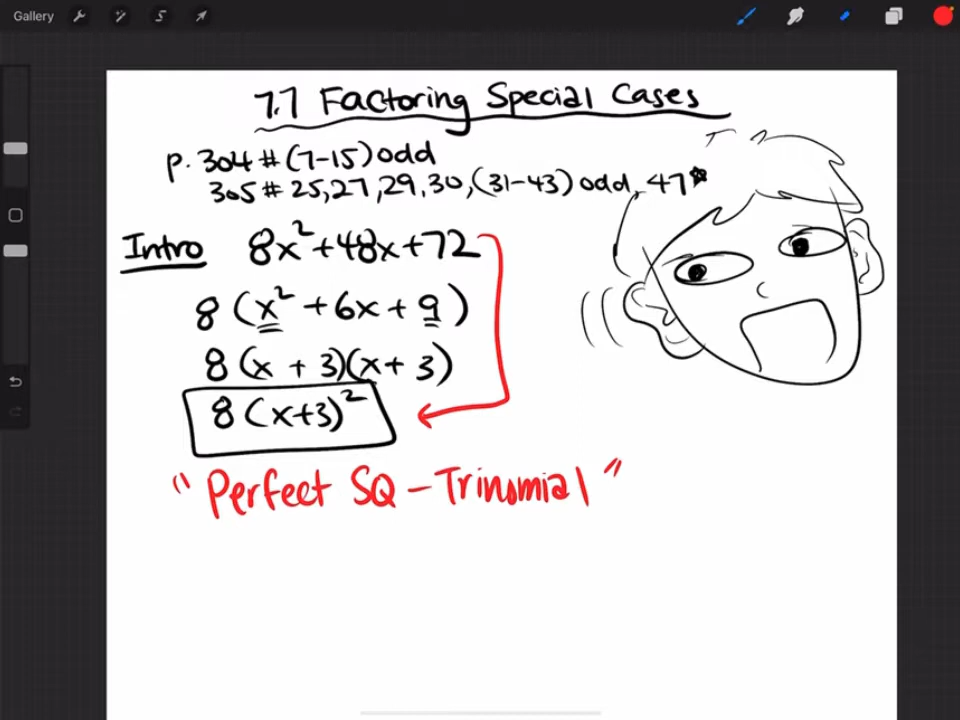 Gallery
7.7 Factoring Special Cases
p. 304 # (7-15) odd
305 # 25, 27, 29, 30, (31-43) odd, 47*
Intro 8x² + 48x + 72
8 (x² + 6x + 9)
8 (x + 3)(x + 3)
8 (x+3)²
"Perfect SQ - Trinomial"